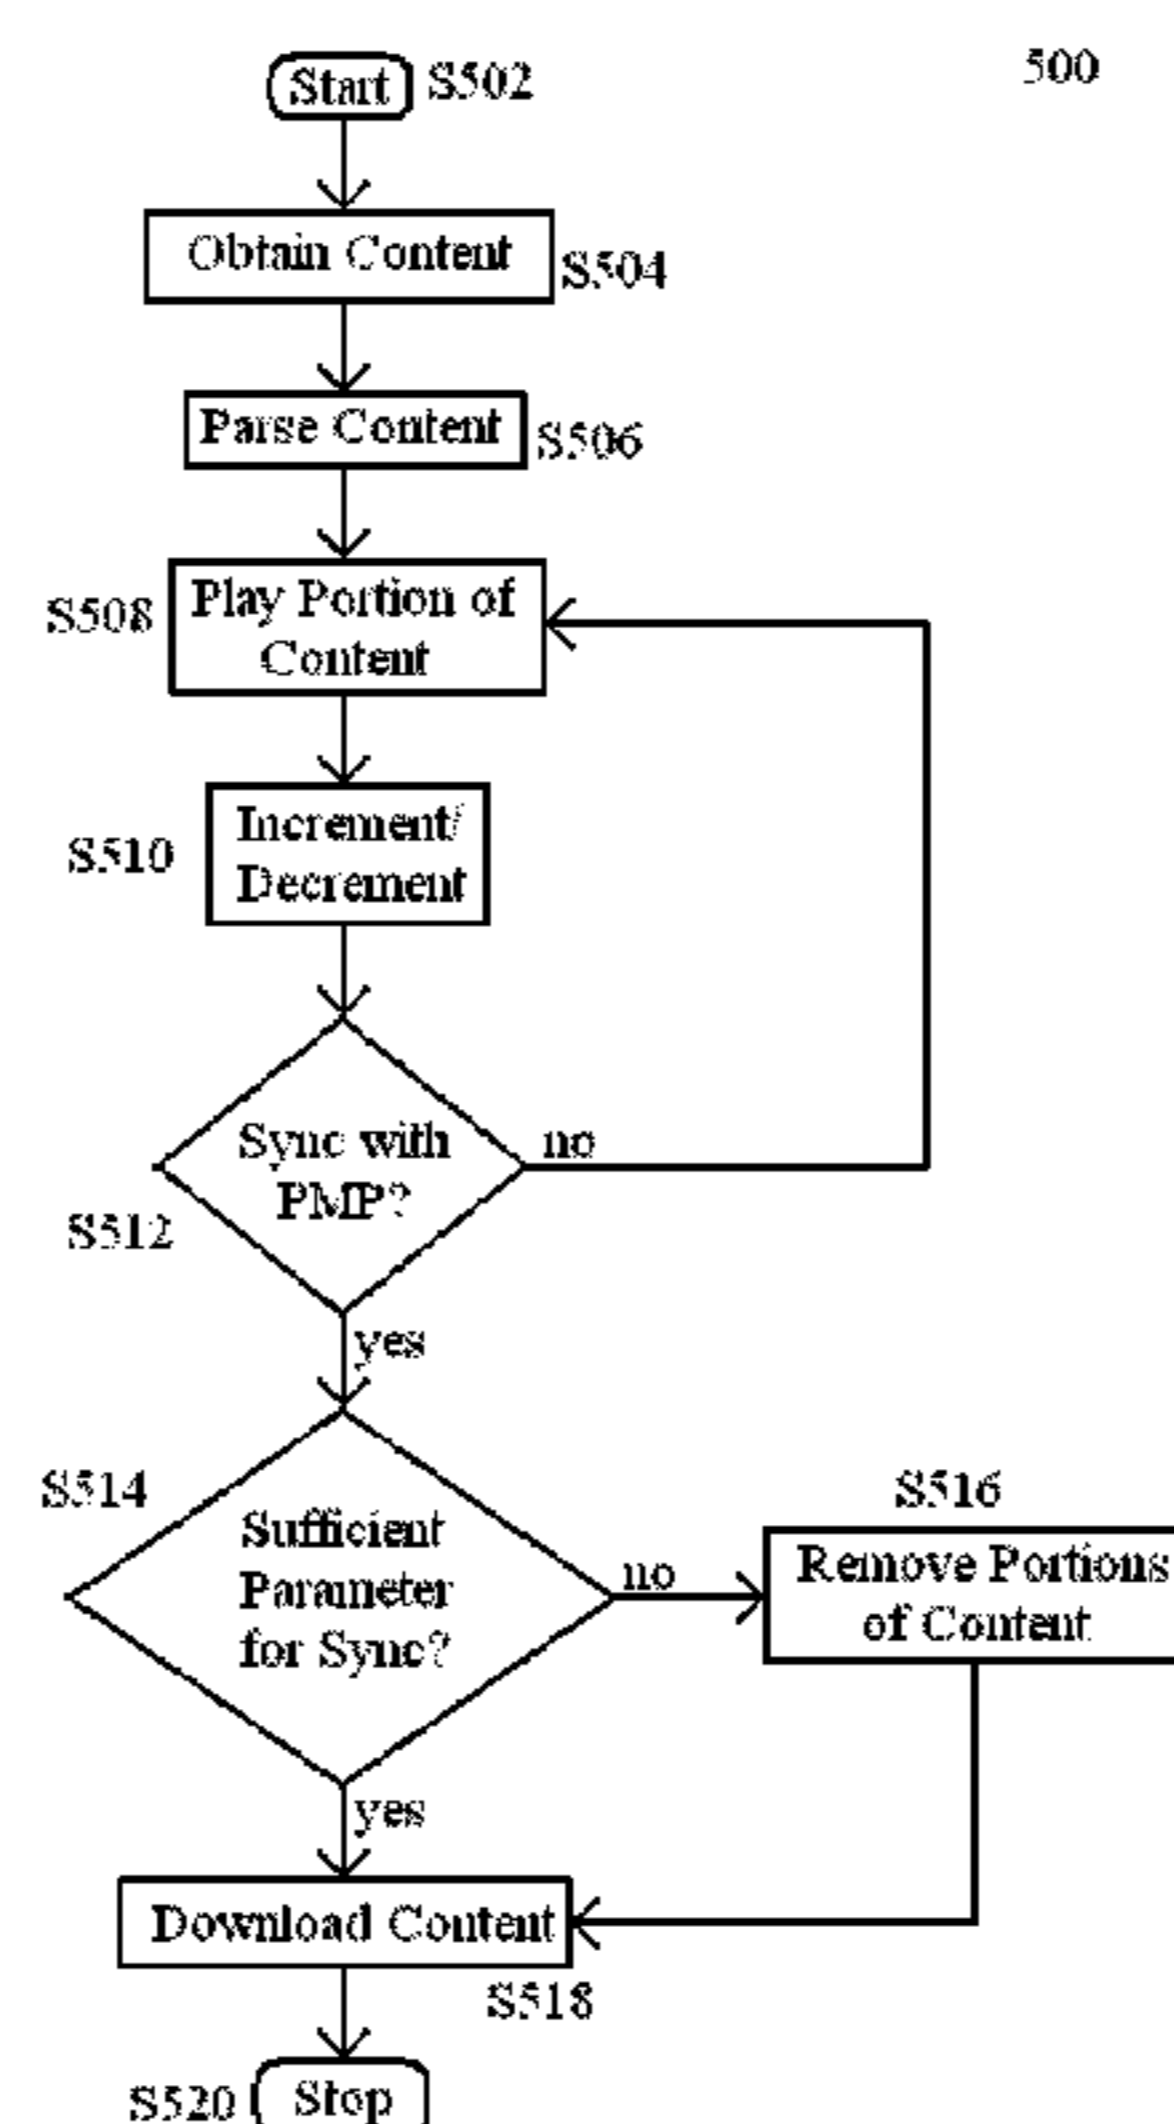 Start S502
500
Obtain Content
S504
Parse Content
S506
S508
Play Portion of
Content
S510
Increment/
Decrement
Sync with
PMP?
no
S512
yes
S514
Sufficient
Parameter
for Sync?
no
S516
Remove Portions
of Content
yes
Download Content
S518
S520
Stop